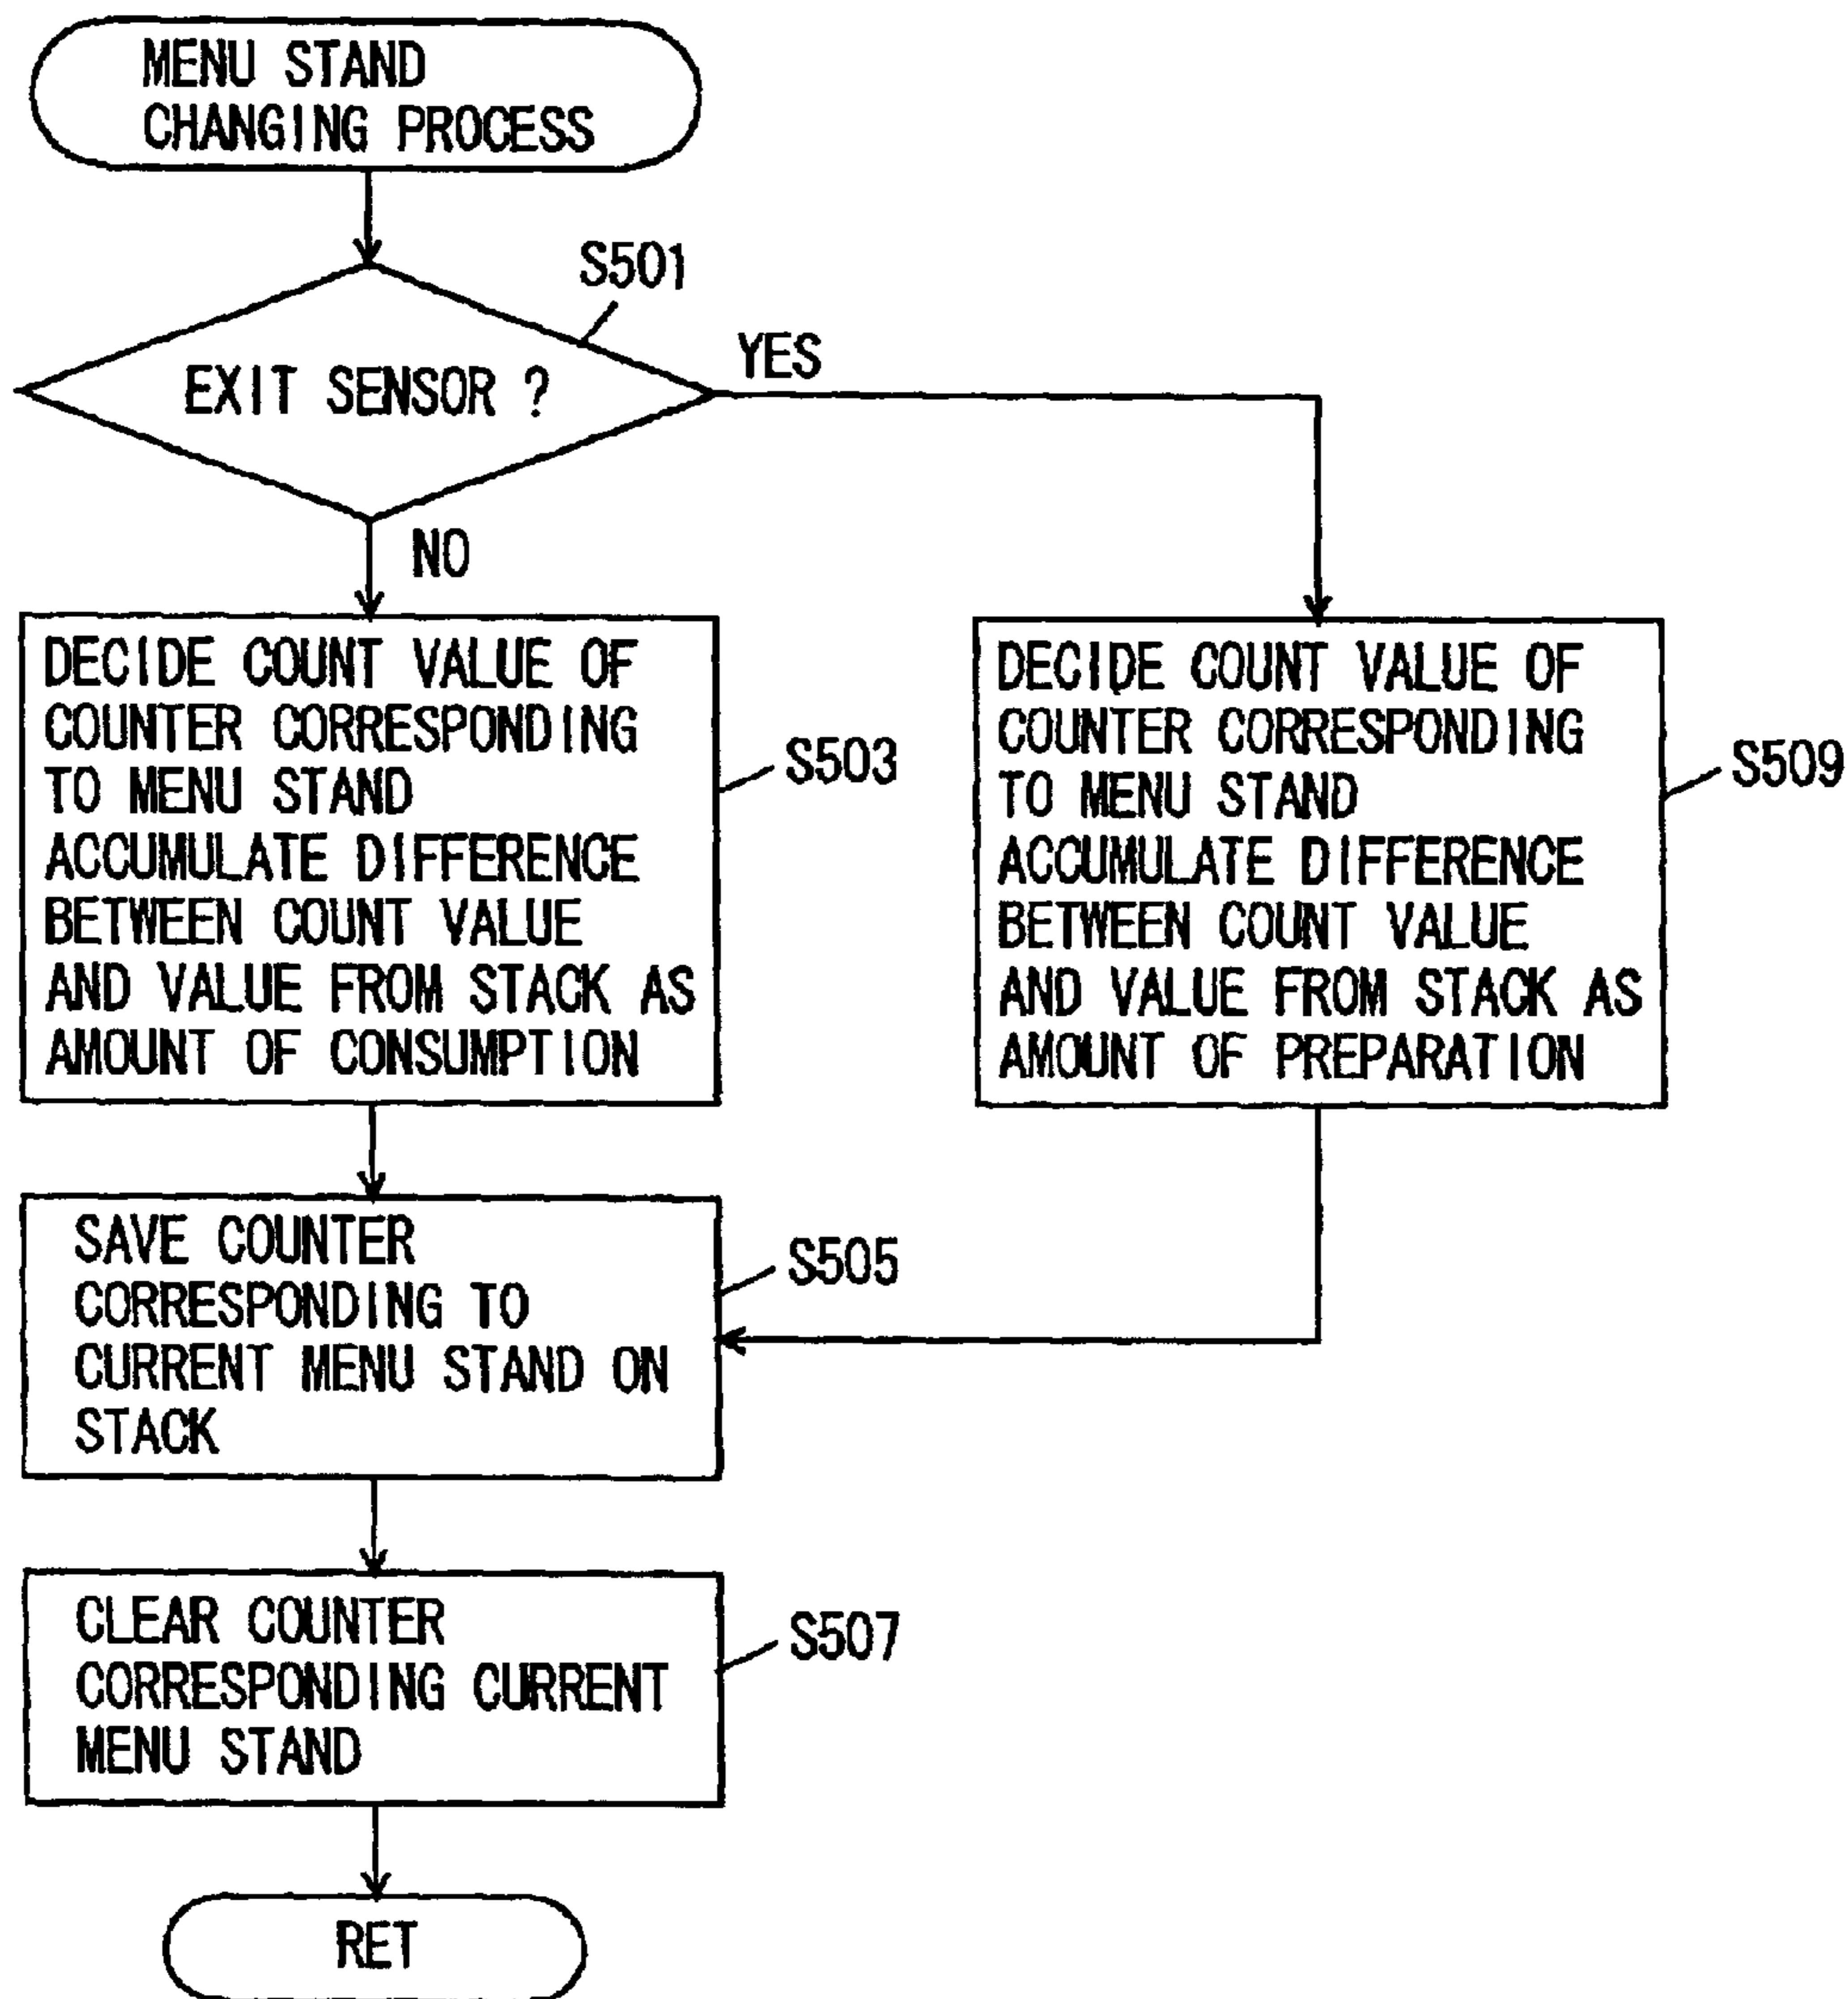 MENU STAND
CHANGING PROCESS
S501
EXIT SENSOR ?
YES
NO
DECIDE COUNT VALUE OF
COUNTER CORRESPONDING
TO MENU STAND
ACCUMULATE DIFFERENCE
BETWEEN COUNT VALUE
AND VALUE FROM STACK AS
AMOUNT OF CONSUMPTION
S503
DECIDE COUNT VALUE OF
COUNTER CORRESPONDING
TO MENU STAND
ACCUMULATE DIFFERENCE
BETWEEN COUNT VALUE
AND VALUE FROM STACK AS
AMOUNT OF PREPARATION
S509
SAVE COUNTER
CORRESPONDING TO
CURRENT MENU STAND ON
STACK
S505
CLEAR COUNTER
CORRESPONDING CURRENT
MENU STAND
S507
RET